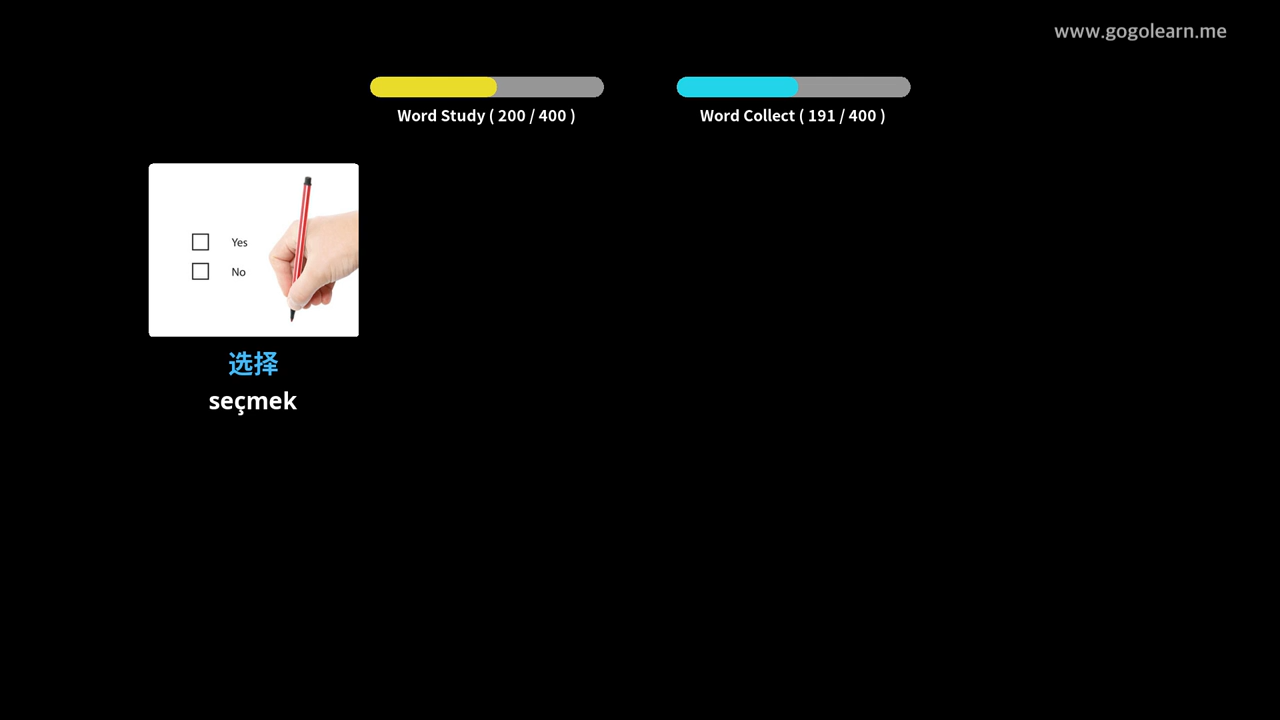 www.gogolearn.me
Word Study ( 200 / 400 )
Word Collect ( 191 / 400 )
Yes
No
选择
seçmek